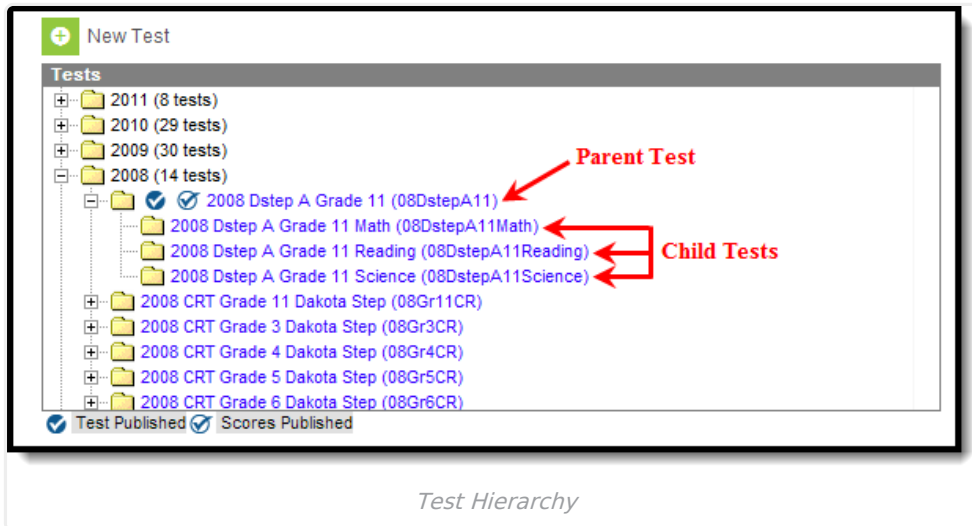 New Test
Tests
2011 (8 tests)
2010 (29 tests)
2009 (30 tests)
2008 (14 tests)
Parent Test
2008 Dstep A Grade 11 (08DstepA11)
2008 Dstep A Grade 11 Math (08DstepA11Math)
2008 Dstep A Grade 11 Reading (08DstepA11Reading)
Child Tests
2008 Dstep A Grade 11 Science (08DstepA11Science)
2008 CRT Grade 11 Dakota Step (08Gr11CR)
2008 CRT Grade 3 Dakota Step (08Gr3CR)
2008 CRT Grade 4 Dakota Step (08Gr4CR)
2008 CRT Grade 5 Dakota Step (08Gr5CR)
2008 CRT Grade 6 Dakota Step (08Gr6CR)
Test Published Scores Published
Test Hierarchy